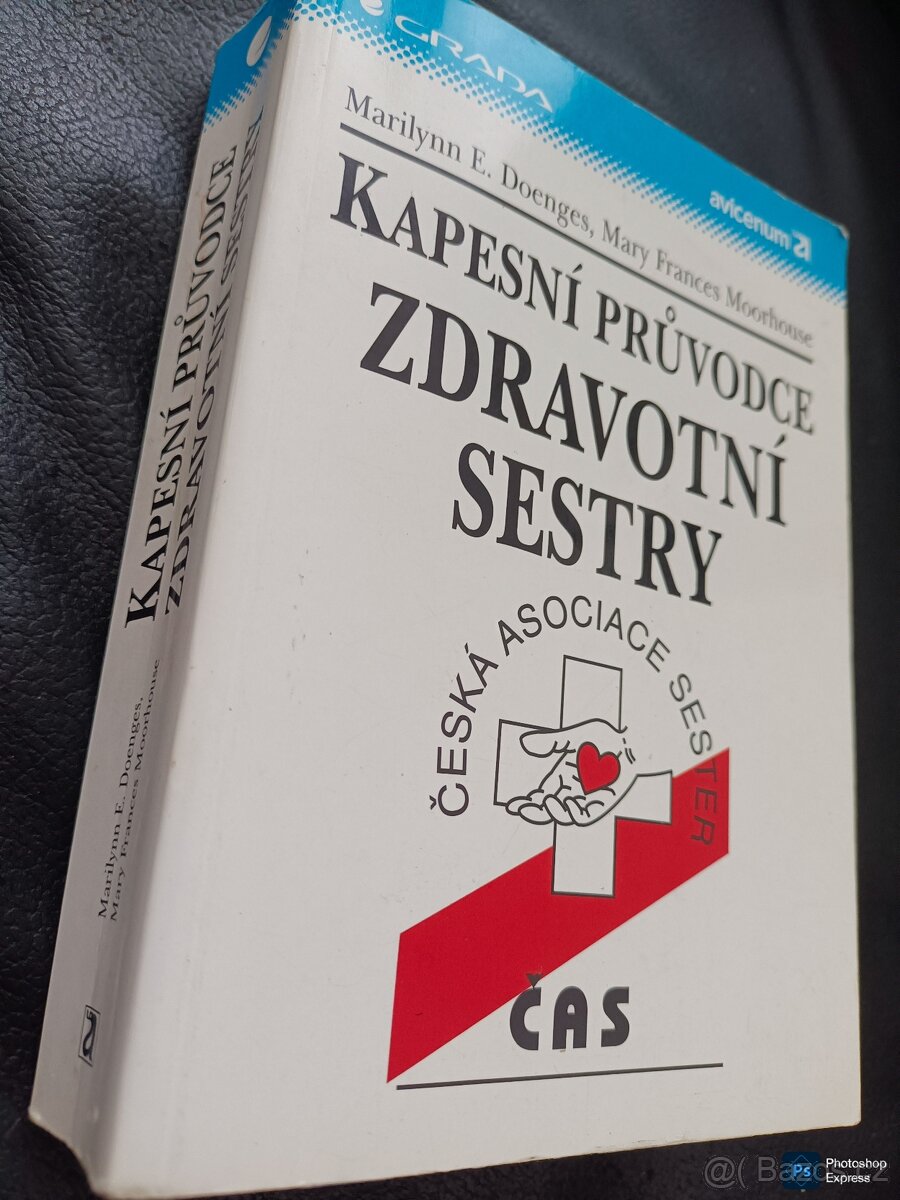 GRADA
avicenum
Marilynn E. Doenges, Mary Frances Moorhouse
KAPESNÍ PRŮVODCE
ZDRAVOTNÍ
SESTRY
ČESKÁ ASOCIACE SESTER
ČAS
KAPESNÍ PRŮVODCE
ZDRAVOTNÍ SESTRY
Marilynn E. Doenges,
Mary Frances Moorhouse
Ps
Photoshop
Express